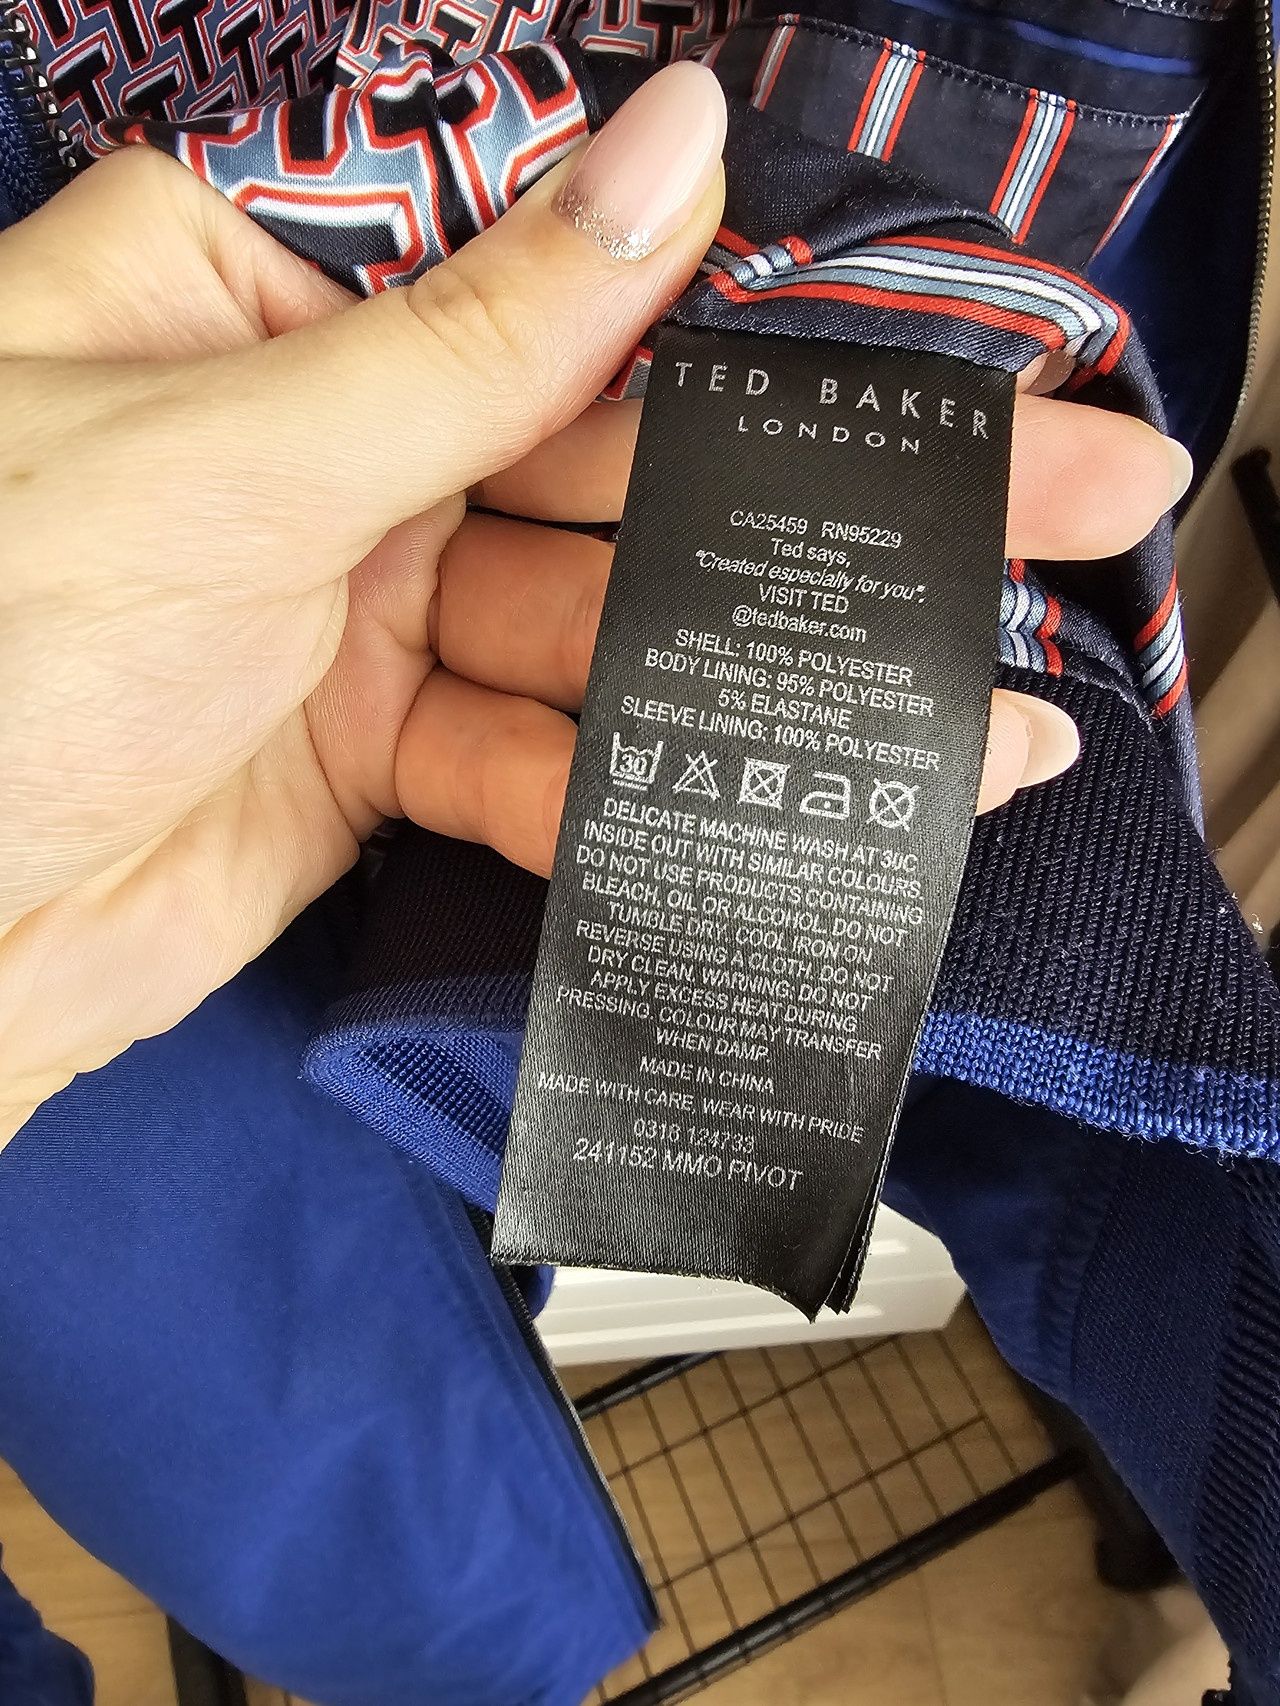 TED BAKER
LONDON
CA25459 RN95229
Ted says,
"Created especially for you".
VISIT TED
@tedbaker.com
SHELL: 100% POLYESTER
BODY LINING: 95% POLYESTER
5% ELASTANE
SLEEVE LINING: 100% POLYESTER
30
DELICATE MACHINE WASH AT 30C
INSIDE OUT WITH SIMILAR COLOURS.
DO NOT USE PRODUCTS CONTAINING
BLEACH, OIL OR ALCOHOL. DO NOT
TUMBLE DRY. COOL IRON ON
REVERSE USING A CLOTH. DO NOT
DRY CLEAN. WARNING: DO NOT
APPLY EXCESS HEAT DURING
PRESSING. COLOUR MAY TRANSFER
WHEN DAMP.
MADE IN CHINA
MADE WITH CARE, WEAR WITH PRIDE
0318 124733
241152 MMO PIVOT